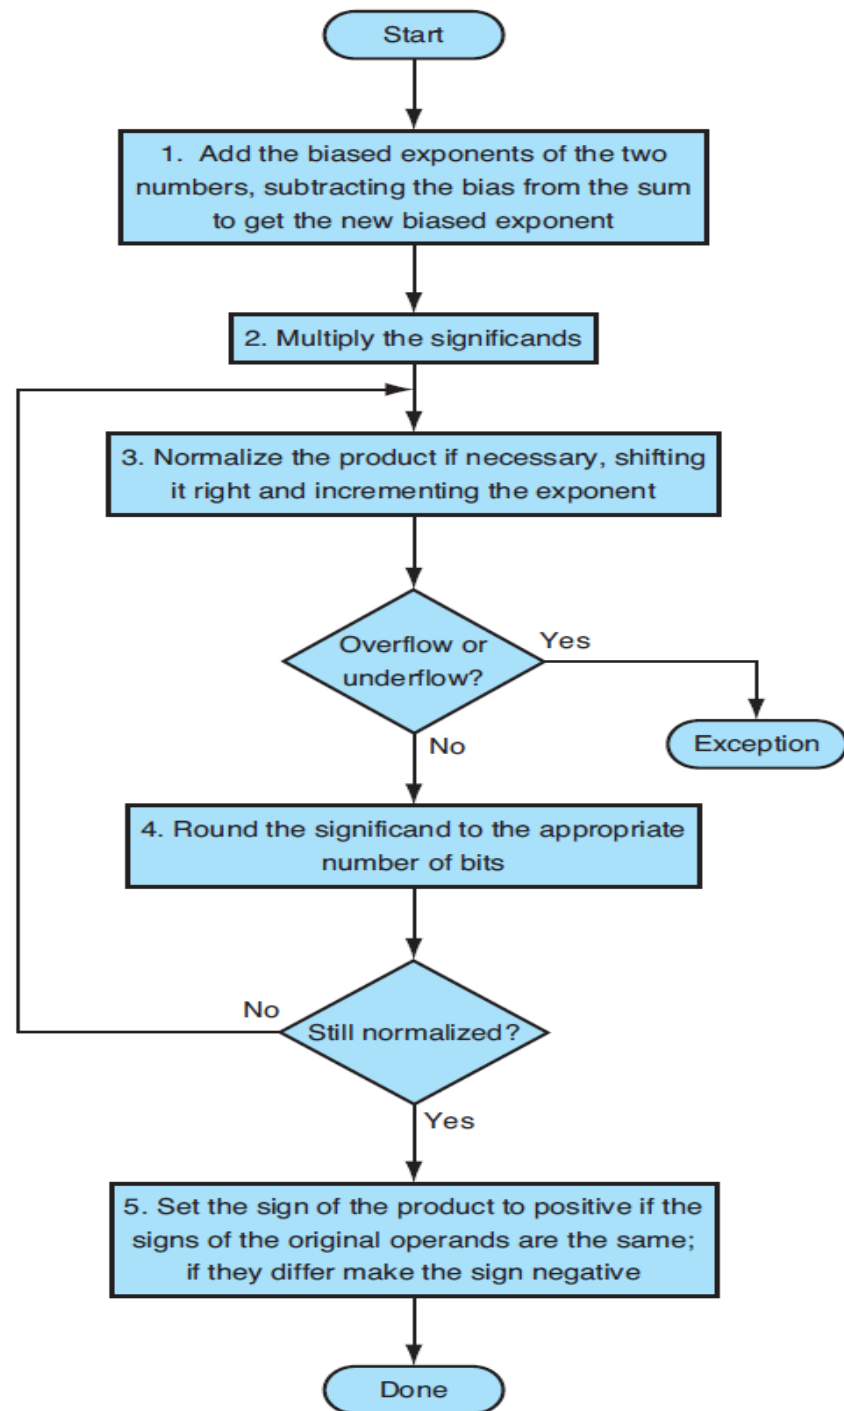 Start
1. Add the biased exponents of the two
numbers, subtracting the bias from the sum
to get the new biased exponent
2. Multiply the significands
3. Normalize the product if necessary, shifting
it right and incrementing the exponent
Overflow or
underflow?
Yes
Exception
No
4. Round the significand to the appropriate
number of bits
No
Still normalized?
Yes
5. Set the sign of the product to positive if the
signs of the original operands are the same;
if they differ make the sign negative
Done